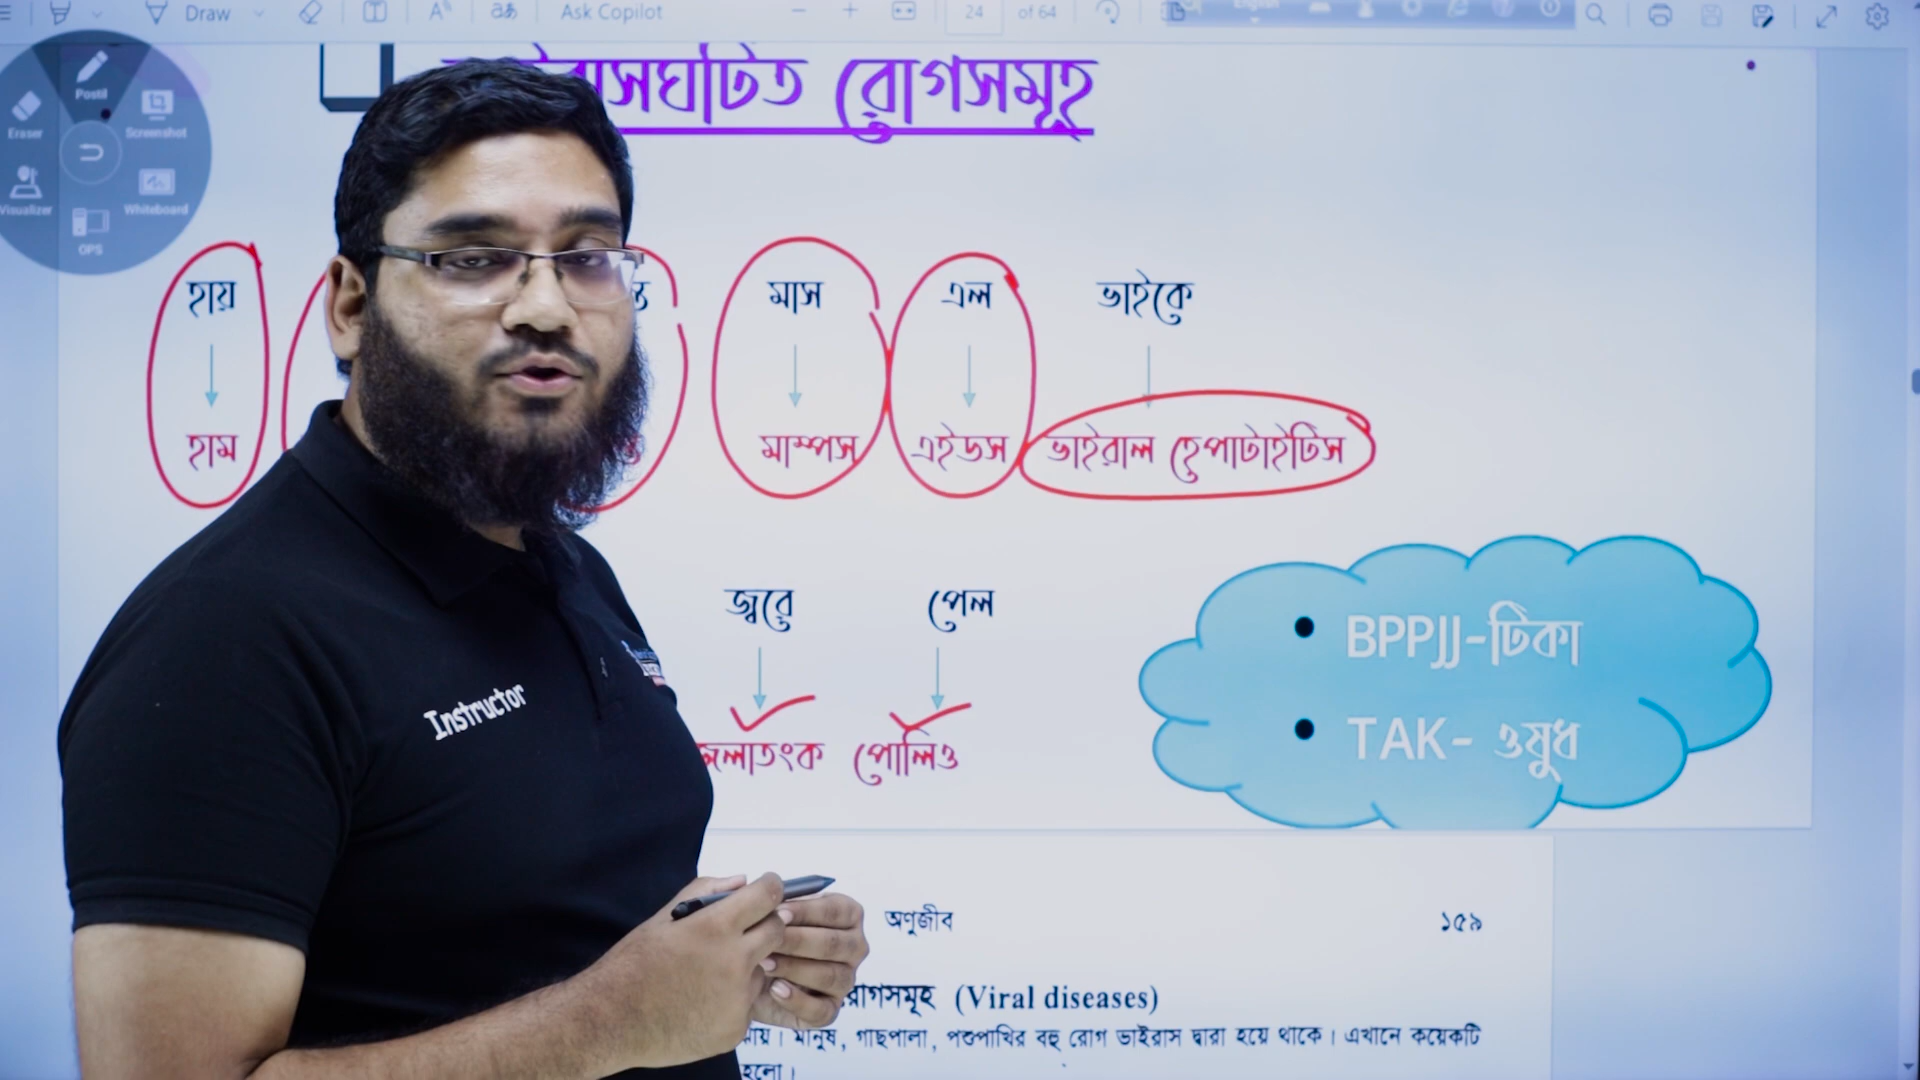 Draw Ask Copilot 24 of 64 English
Postil
Eraser Screenshot
Visualizer Whiteboard
OPS
রোগসমূহ
হায় মাস এল ভাইকে
হাম মাম্পস এইডস ভাইরাল হেপাটাইটিস
জ্বরে পেল
জলাতংক পোলিও
BPPJJ-টিকা
TAK- ওষুধ
Instructor
অণুজীব ১৫৯
রোগসমূহ (Viral diseases)
মানুষ, গাছপালা, পশুপাখির বহু রোগ ভাইরাস দ্বারা হয়ে থাকে। এখানে কয়েকটি
হলো।